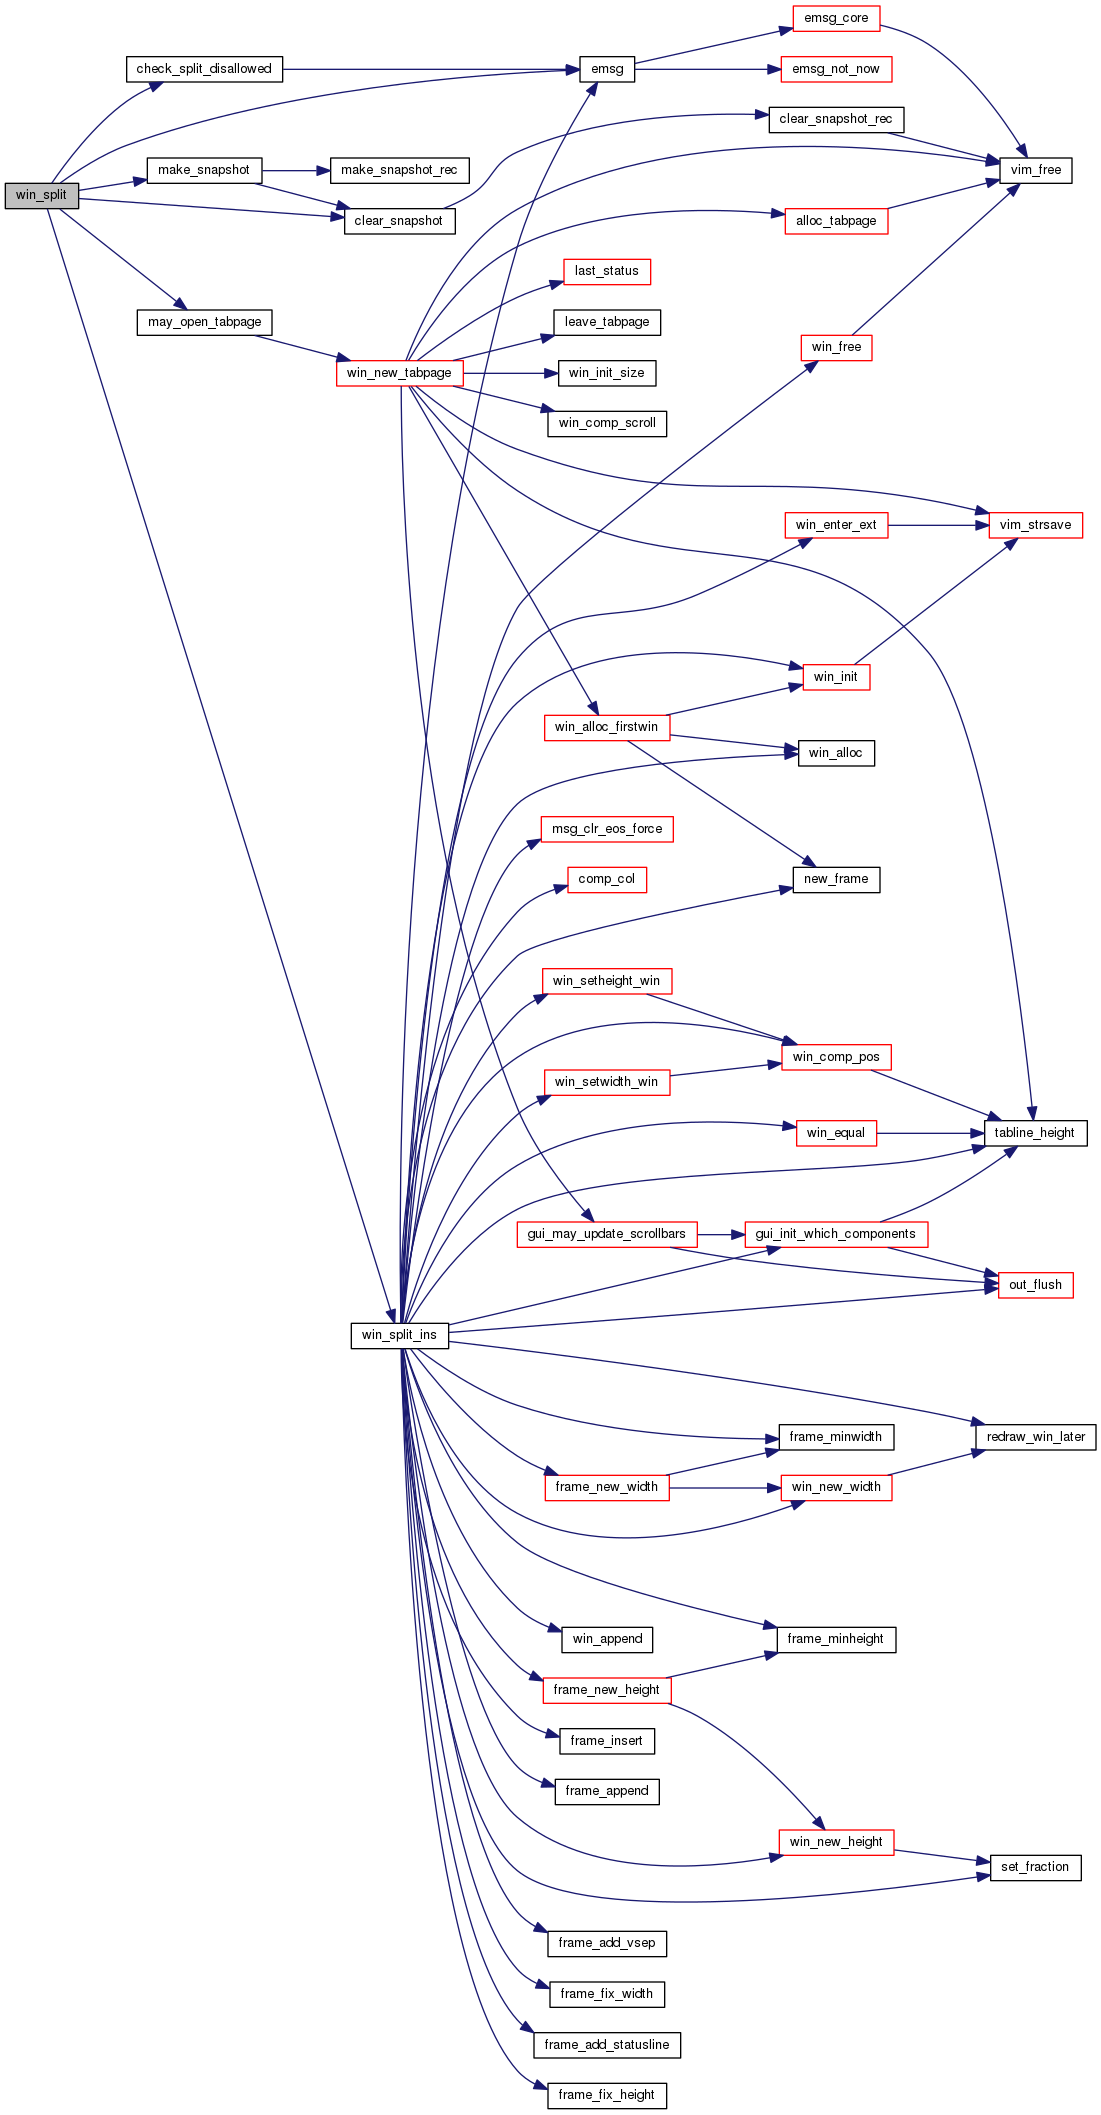 emsg_core
check_split_disallowed
emsg
emsg_not_now
clear_snapshot_rec
make_snapshot
make_snapshot_rec
vim_free
win_split
clear_snapshot
alloc_tabpage
last_status
may_open_tabpage
leave_tabpage
win_free
win_new_tabpage
win_init_size
win_comp_scroll
win_enter_ext
vim_strsave
win_init
win_alloc_firstwin
win_alloc
msg_clr_eos_force
comp_col
new_frame
win_setheight_win
win_comp_pos
win_setwidth_win
win_equal
tabline_height
gui_may_update_scrollbars
gui_init_which_components
out_flush
win_split_ins
frame_minwidth
redraw_win_later
frame_new_width
win_new_width
win_append
frame_minheight
frame_new_height
frame_insert
frame_append
win_new_height
set_fraction
frame_add_vsep
frame_fix_width
frame_add_statusline
frame_fix_height